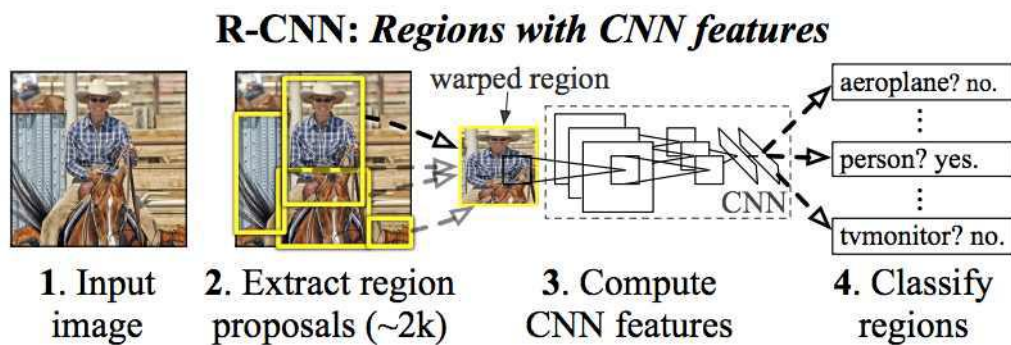 R-CNN: Regions with CNN features
warped region
aeroplane? no.
⋮
person? yes.
⋮
tvmonitor? no.
CNN
1. Input
image
2. Extract region
proposals (~2k)
3. Compute
CNN features
4. Classify
regions